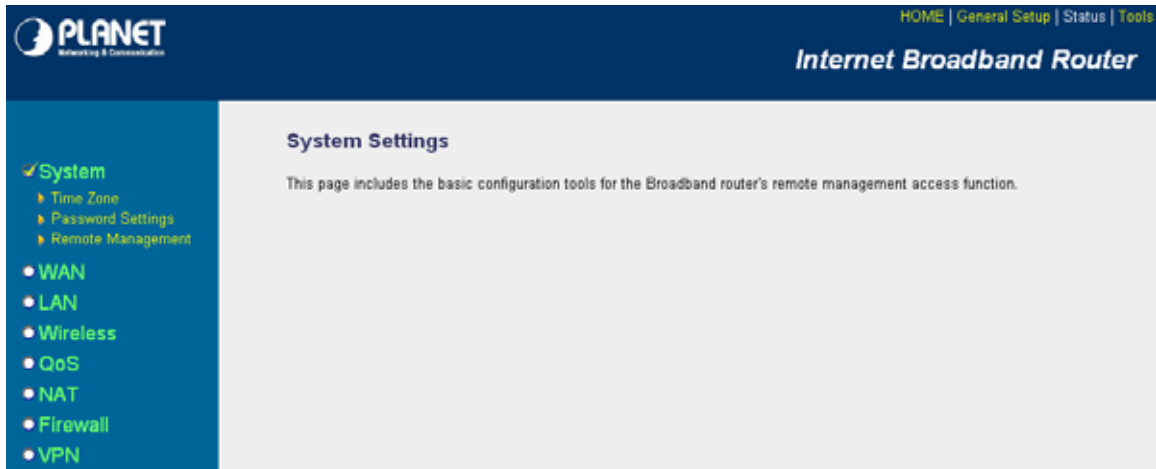 PLANET
Networking & Communication
HOME | General Setup | Status | Tools
Internet Broadband Router
System
Time Zone
Password Settings
Remote Management
WAN
LAN
Wireless
QoS
NAT
Firewall
VPN
System Settings
This page includes the basic configuration tools for the Broadband router's remote management access function.